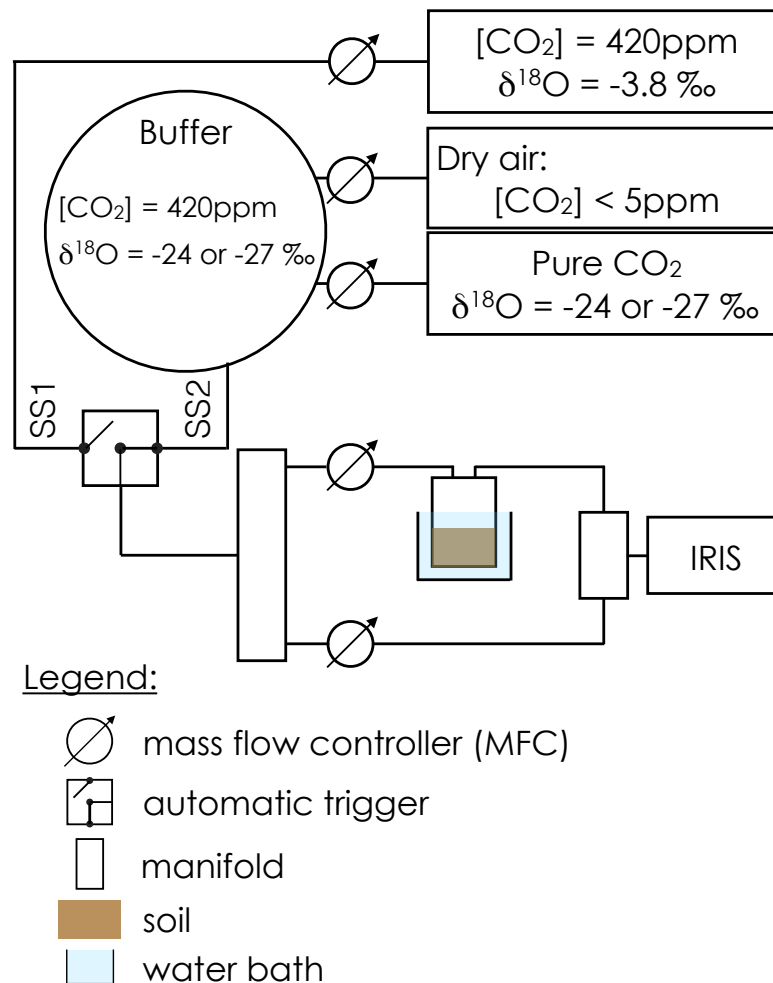 [CO₂] = 420ppm
δ¹⁸O = -3.8 ‰
Buffer
[CO₂] = 420ppm
δ¹⁸O = -24 or -27 ‰
Dry air:
[CO₂] < 5ppm
Pure CO₂
δ¹⁸O = -24 or -27 ‰
SS1
SS2
IRIS
Legend:
mass flow controller (MFC)
automatic trigger
manifold
soil
water bath